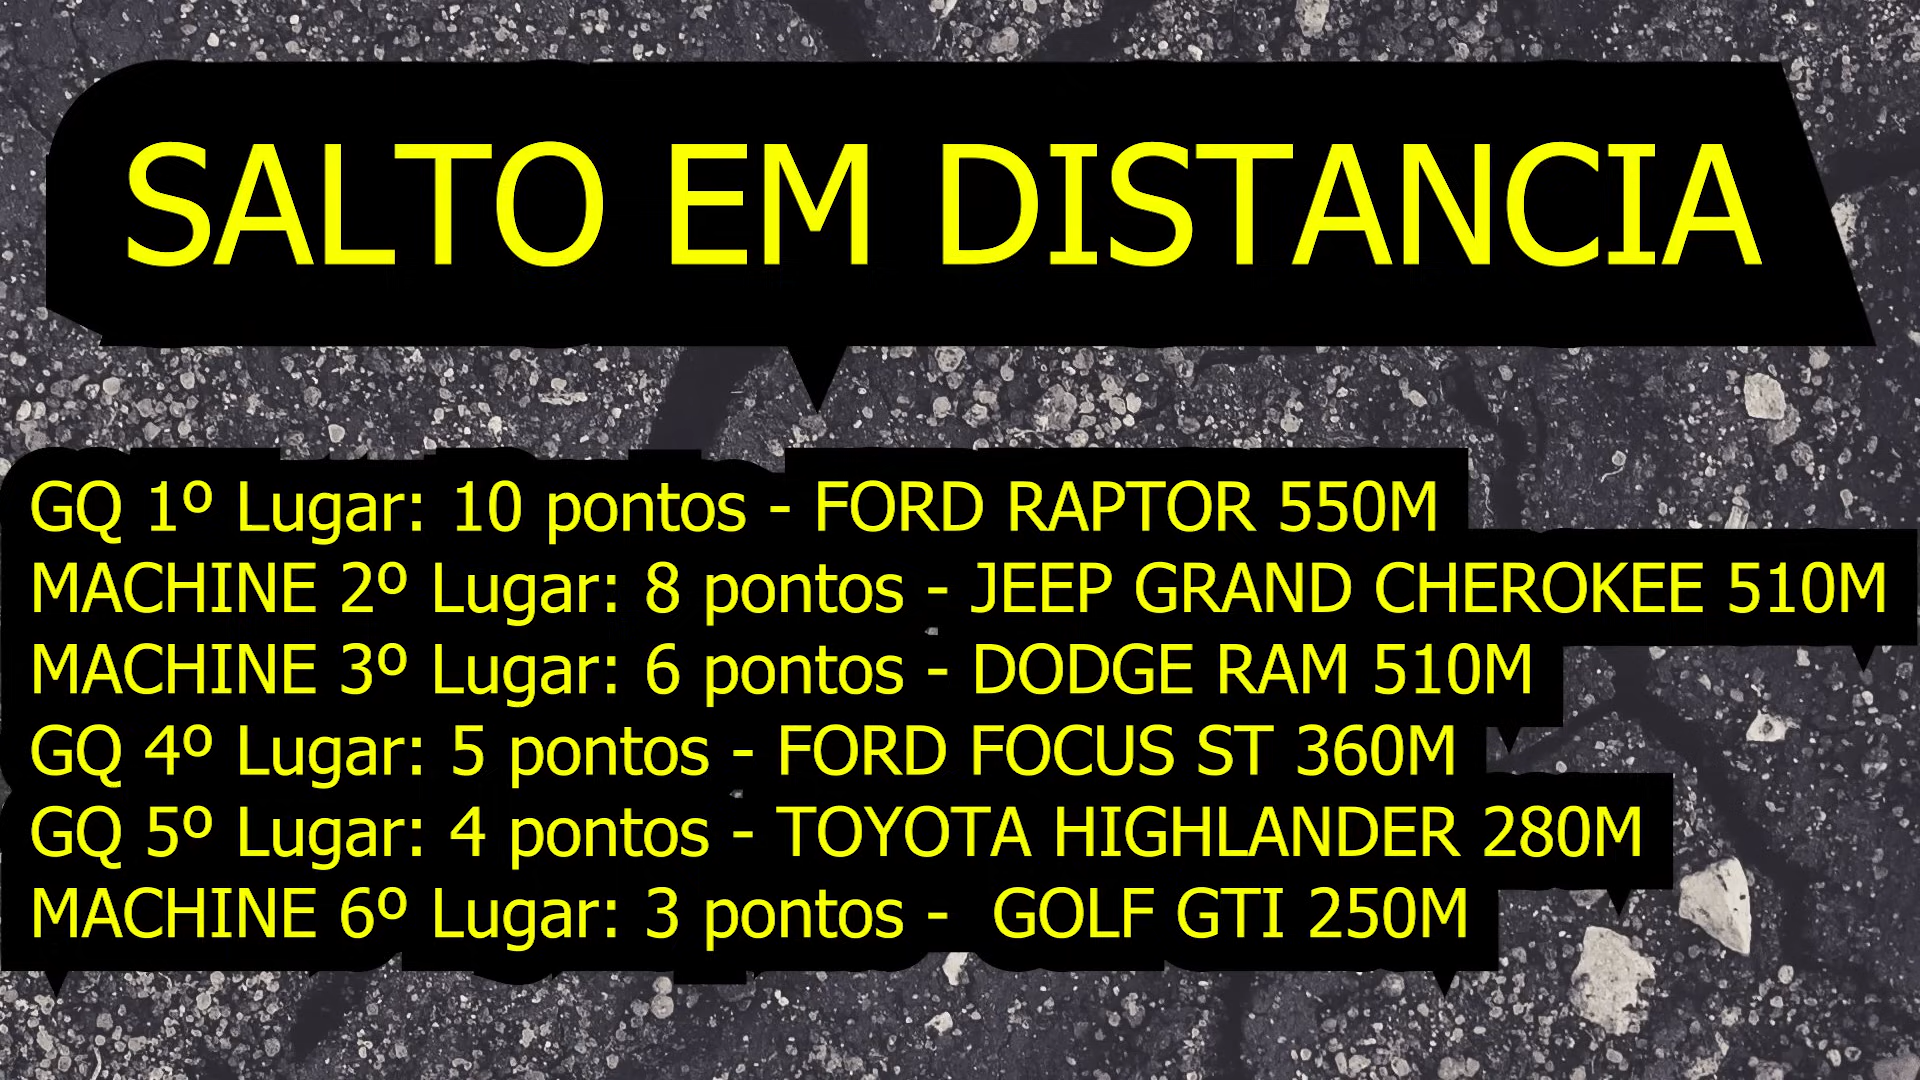 SALTO EM DISTANCIA
GQ 1º Lugar: 10 pontos - FORD RAPTOR 550M
MACHINE 2º Lugar: 8 pontos - JEEP GRAND CHEROKEE 510M
MACHINE 3º Lugar: 6 pontos - DODGE RAM 510M
GQ 4º Lugar: 5 pontos - FORD FOCUS ST 360M
GQ 5º Lugar: 4 pontos - TOYOTA HIGHLANDER 280M
MACHINE 6º Lugar: 3 pontos -  GOLF GTI 250M